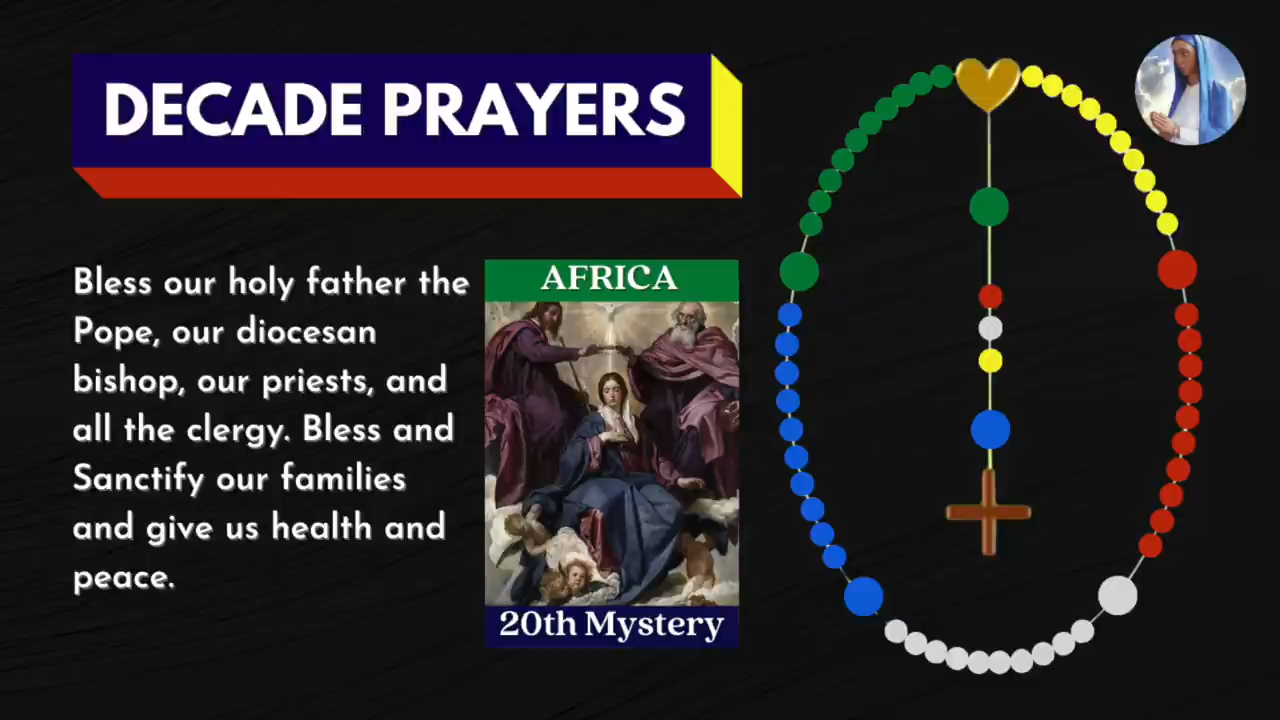 DECADE PRAYERS
Bless our holy father the
Pope, our diocesan
bishop, our priests, and
all the clergy. Bless and
Sanctify our families
and give us health and
peace.
AFRICA
20th Mystery